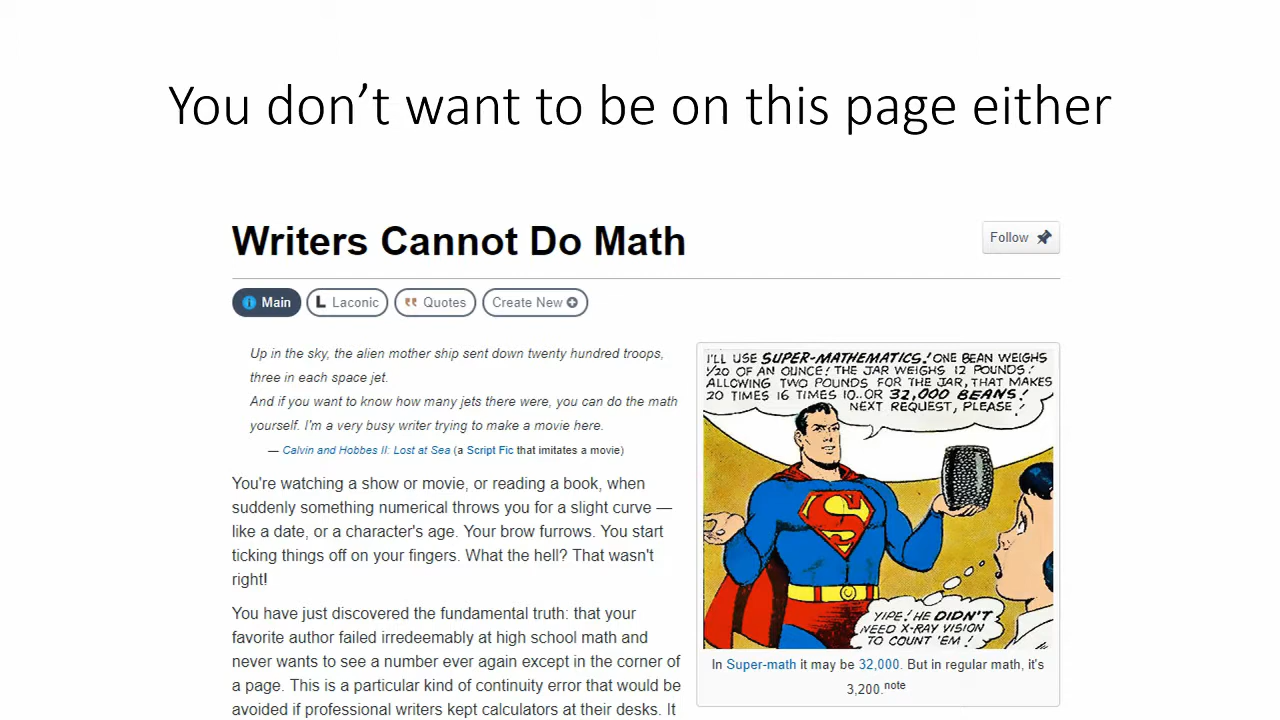 You don’t want to be on this page either
Writers Cannot Do Math
Follow
Main
Laconic
Quotes
Create New
Up in the sky, the alien mother ship sent down twenty hundred troops,
three in each space jet.
And if you want to know how many jets there were, you can do the math
yourself. I'm a very busy writer trying to make a movie here.
— Calvin and Hobbes II: Lost at Sea (a Script Fic that imitates a movie)
You're watching a show or movie, or reading a book, when
suddenly something numerical throws you for a slight curve —
like a date, or a character's age. Your brow furrows. You start
ticking things off on your fingers. What the hell? That wasn't
right!
You have just discovered the fundamental truth: that your
favorite author failed irredeemably at high school math and
never wants to see a number ever again except in the corner of
a page. This is a particular kind of continuity error that would be
avoided if professional writers kept calculators at their desks. It
I'LL USE SUPER-MATHEMATICS! ONE BEAN WEIGHS
1/20 OF AN OUNCE! THE JAR WEIGHS 12 POUNDS!
ALLOWING TWO POUNDS FOR THE JAR, THAT MAKES
20 TIMES 16 TIMES 10..OR 32,000 BEANS!
NEXT REQUEST, PLEASE!
S
YIPE! HE DIDN'T
NEED X-RAY VISION
TO COUNT 'EM!
In Super-math it may be 32,000. But in regular math, it's
3,200.note